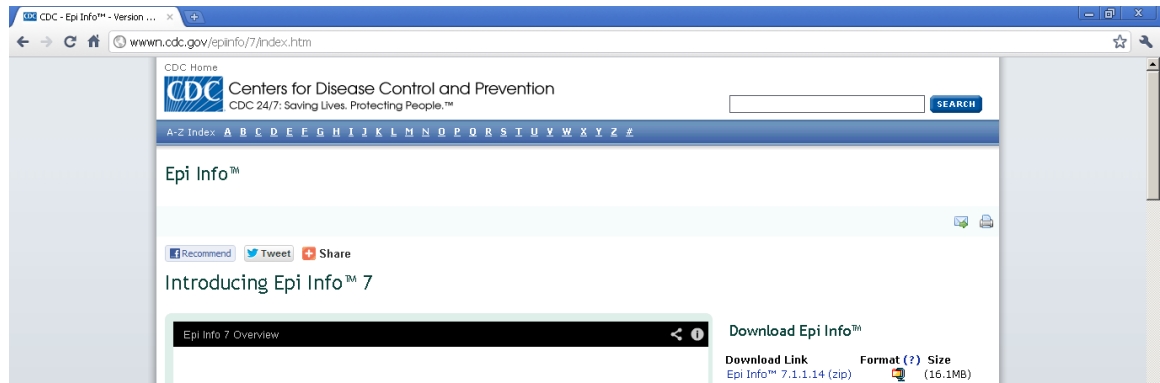 CDC - Epi Info™ - Version ...
wwwn.cdc.gov/epiinfo/7/index.htm
CDC Home
CDC
Centers for Disease Control and Prevention
CDC 24/7: Saving Lives. Protecting People.™
SEARCH
A-Z Index A B C D E F G H I J K L M N O P Q R S T U V W X Y Z #
Epi Info™
Recommend Tweet Share
Introducing Epi Info™ 7
Epi Info 7 Overview
Download Epi Info™
Download Link Format (?) Size
Epi Info™ 7.1.1.14 (zip) (16.1MB)